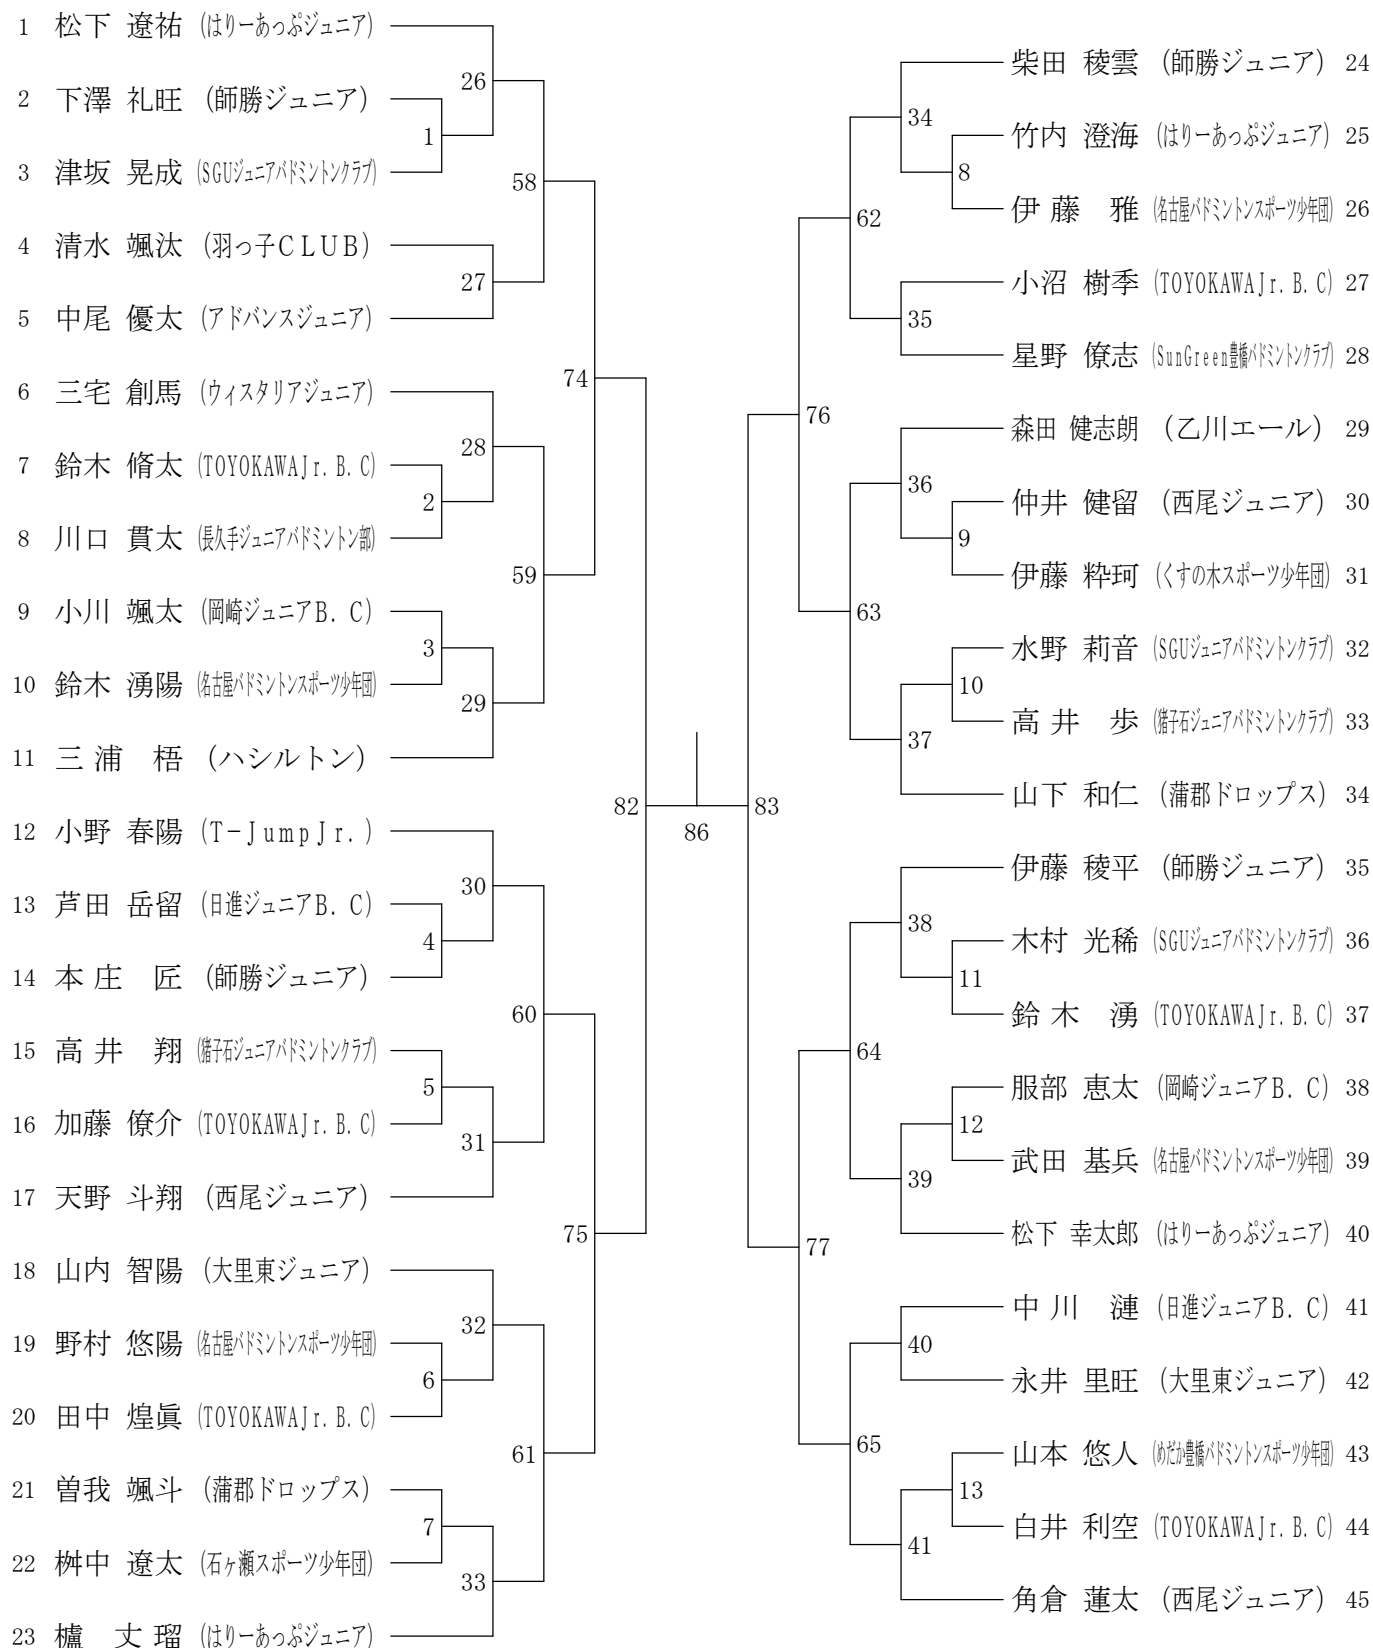 1 松下 遼祐 (はりーあっぷジュニア)
2 下澤 礼旺 (師勝ジュニア)
3 津坂 晃成 (SGUジュニアバドミントンクラブ)
4 清水 颯汰 (羽っ子CLUB)
5 中尾 優太 (アドバンスジュニア)
6 三宅 創馬 (ウィスタリアジュニア)
7 鈴木 脩太 (TOYOKAWAJr.B.C)
8 川口 貫太 (長久手ジュニアバドミントン部)
9 小川 颯太 (岡崎ジュニアB.C)
10 鈴木 湧陽 (名古屋バドミントンスポーツ少年団)
11 三浦 梧 (ハシルトン)
12 小野 春陽 (T-JumpJr.)
13 芦田 岳留 (日進ジュニアB.C)
14 本庄 匠 (師勝ジュニア)
15 高井 翔 (猪子石ジュニアバドミントンクラブ)
16 加藤 僚介 (TOYOKAWAJr.B.C)
17 天野 斗翔 (西尾ジュニア)
18 山内 智陽 (大里東ジュニア)
19 野村 悠陽 (名古屋バドミントンスポーツ少年団)
20 田中 煌眞 (TOYOKAWAJr.B.C)
21 曽我 颯斗 (蒲郡ドロップス)
22 桝中 遼太 (石ヶ瀬スポーツ少年団)
23 櫨 丈瑠 (はりーあっぷジュニア)
1
2
3
4
5
6
7
26
27
28
29
30
31
32
33
58
59
60
61
74
75
82
86
83
76
77
62
63
64
65
34
35
36
37
38
39
40
41
8
9
10
11
12
13
柴田 稜雲 (師勝ジュニア) 24
竹内 澄海 (はりーあっぷジュニア) 25
伊藤 雅 (名古屋バドミントンスポーツ少年団) 26
小沼 樹季 (TOYOKAWAJr.B.C) 27
星野 僚志 (SunGreen豊橋バドミントンクラブ) 28
森田 健志朗 (乙川エール) 29
仲井 健留 (西尾ジュニア) 30
伊藤 粋珂 (くすの木スポーツ少年団) 31
水野 莉音 (SGUジュニアバドミントンクラブ) 32
高井 歩 (猪子石ジュニアバドミントンクラブ) 33
山下 和仁 (蒲郡ドロップス) 34
伊藤 稜平 (師勝ジュニア) 35
木村 光稀 (SGUジュニアバドミントンクラブ) 36
鈴木 湧 (TOYOKAWAJr.B.C) 37
服部 恵太 (岡崎ジュニアB.C) 38
武田 基兵 (名古屋バドミントンスポーツ少年団) 39
松下 幸太郎 (はりーあっぷジュニア) 40
中川 漣 (日進ジュニアB.C) 41
永井 里旺 (大里東ジュニア) 42
山本 悠人 (めだか豊橋バドミントンスポーツ少年団) 43
白井 利空 (TOYOKAWAJr.B.C) 44
角倉 蓮太 (西尾ジュニア) 45